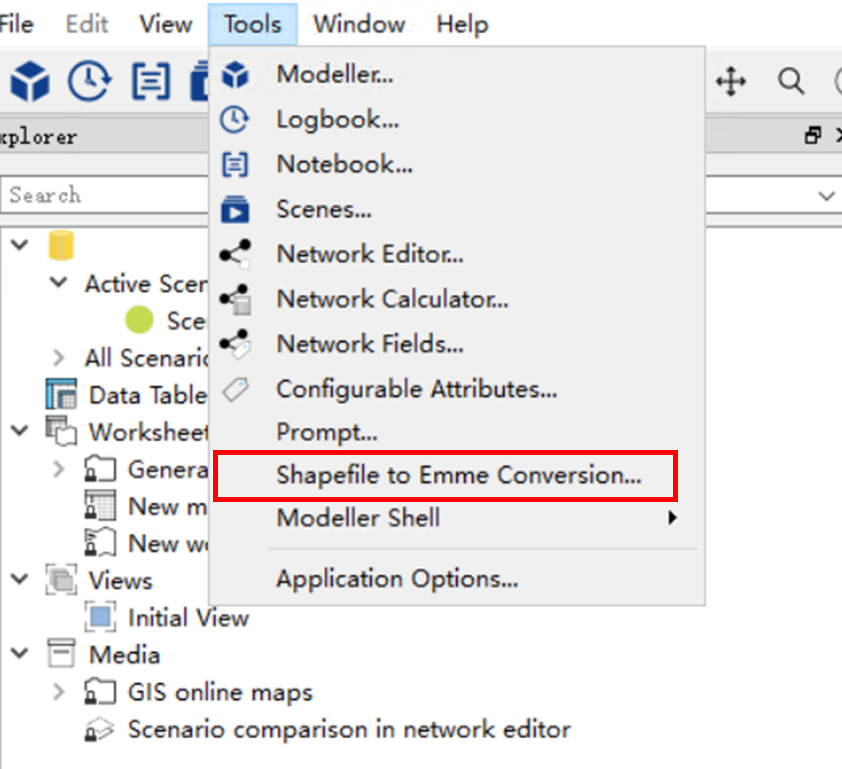 File Edit View Tools Window Help
Modeller...
Logbook...
xplorer
Notebook...
Search
Scenes...
Network Editor...
Active Scen
Network Calculator...
Sce
Network Fields...
All Scenario
Configurable Attributes...
Data Table
Prompt...
Worksheet
Shapefile to Emme Conversion...
Genera
New m
Modeller Shell
New wo
Application Options...
Views
Initial View
Media
GIS online maps
Scenario comparison in network editor